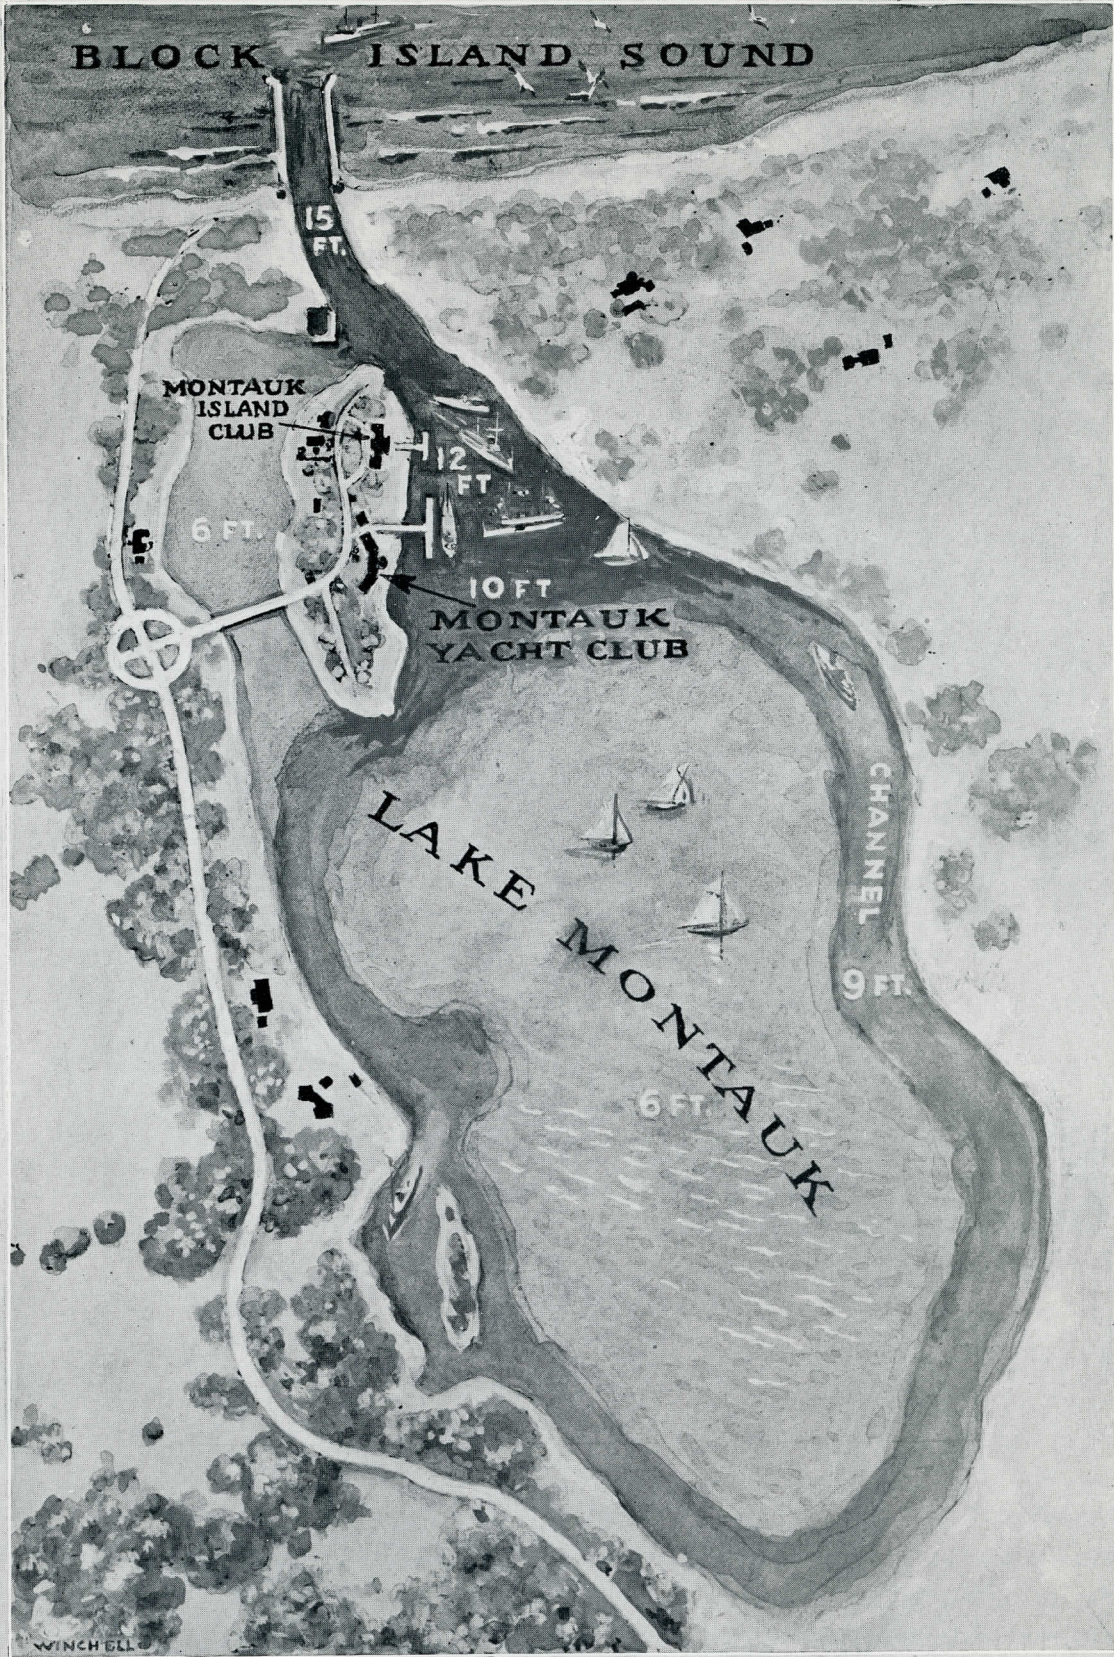 BLOCK ISLAND SOUND
15
FT.
MONTAUK
ISLAND
CLUB
12
FT
6 FT.
10 FT
MONTAUK
YACHT CLUB
CHANNEL
LAKE MONTAUK
9 FT.
6 FT.
WINCHELL